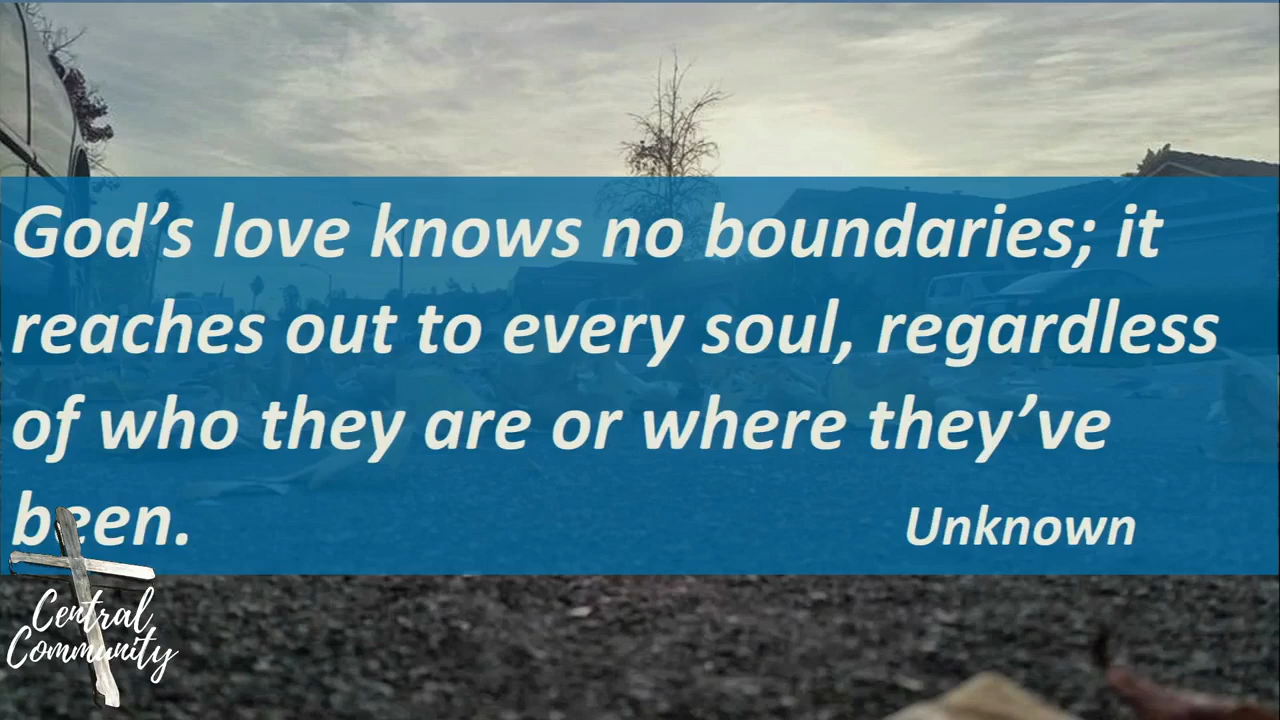 God’s love knows no boundaries; it
reaches out to every soul, regardless
of who they are or where they’ve
been.
Unknown
Central
Community